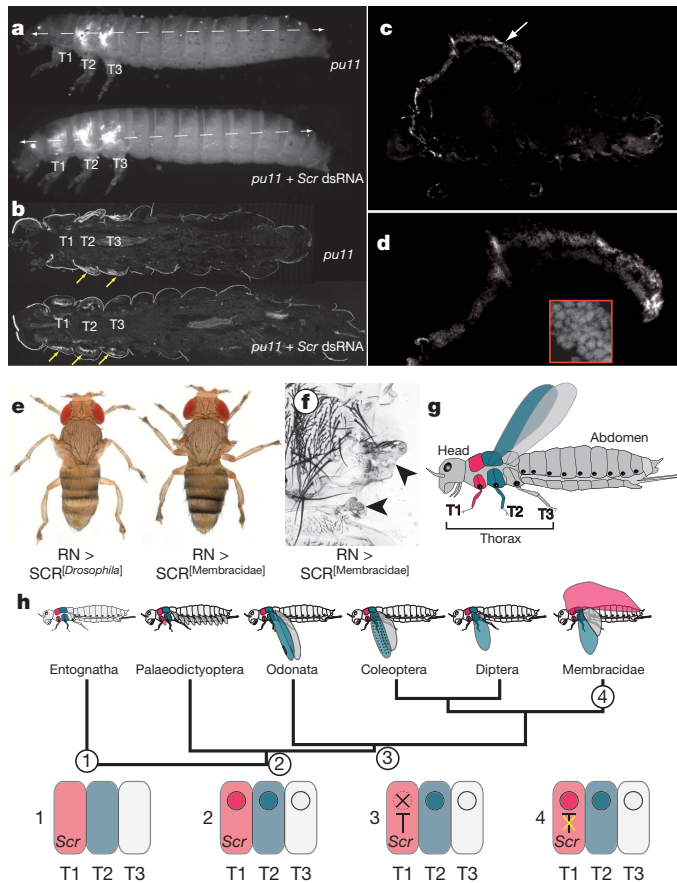 a
T1
T2
T3
pu11
T1
T2
T3
pu11 + Scr dsRNA
b
T1 T2 T3
pu11
T1 T2 T3
pu11 + Scr dsRNA
c
d
e
RN >
SCR[Drosophila]
RN >
SCR[Membracidae]
f
RN >
SCR[Membracidae]
g
Head
Abdomen
T1
T2
T3
Thorax
h
Entognatha
Palaeodictyoptera
Odonata
Coleoptera
Diptera
Membracidae
4
1
2
3
1
Scr
T1 T2 T3
2
Scr
T1 T2 T3
3
Scr
T1 T2 T3
4
Scr
T1 T2 T3